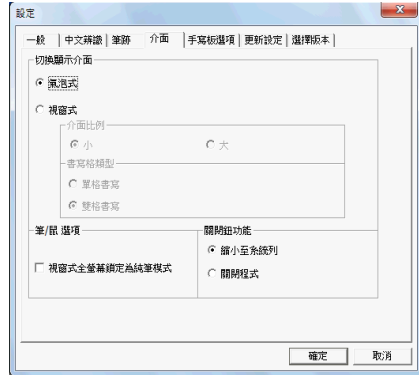 設定
一般 中文辨識 筆跡 介面 手寫板選項 更新設定 選擇版本
切換顯示介面
氣泡式
視窗式
介面比例
小 大
書寫格類型
單格書寫
雙格書寫
筆/鼠 選項 關閉鈕功能
視窗式全螢幕鎖定為純筆模式 縮小至系統列
關閉程式
確定 取消